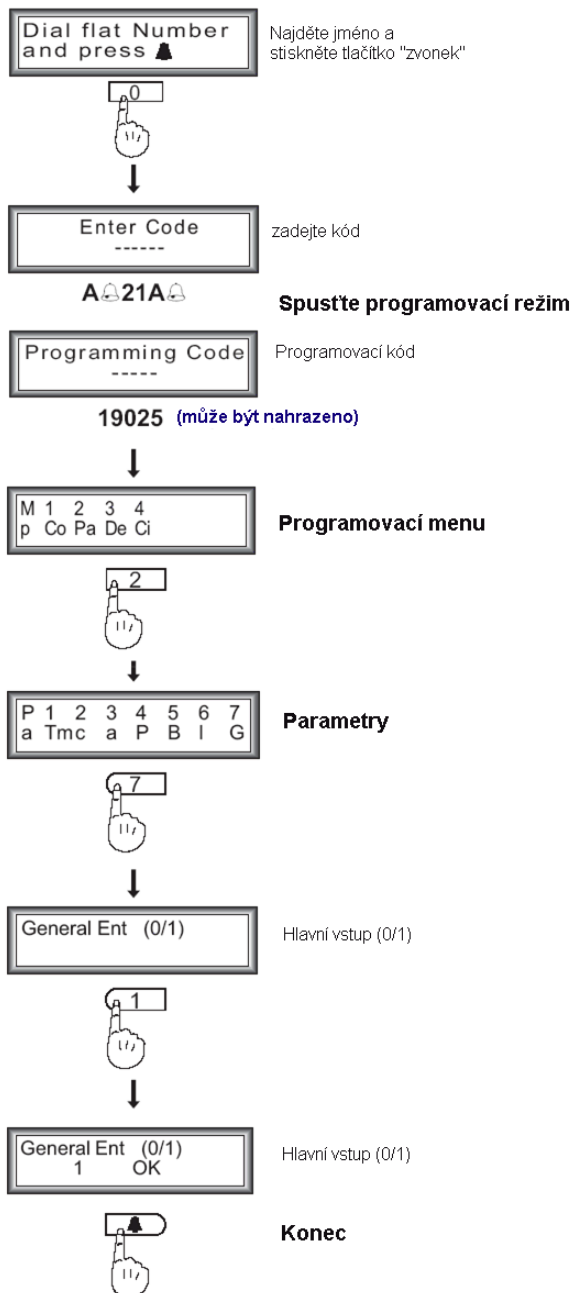 Dial flat Number
and press 🔔
Najděte jméno a
stiskněte tlačítko "zvonek"
0
Enter Code
------
zadejte kód
A🔔21A🔔
Spusťte programovací režim
Programming Code
-----
Programovací kód
19025 (může být nahrazeno)
M 1 2 3 4
p Co Pa De Ci
Programovací menu
2
P 1 2 3 4 5 6 7
a Tmc a P B I G
Parametry
7
General Ent (0/1)
Hlavní vstup (0/1)
1
General Ent (0/1)
1 OK
Hlavní vstup (0/1)
Konec